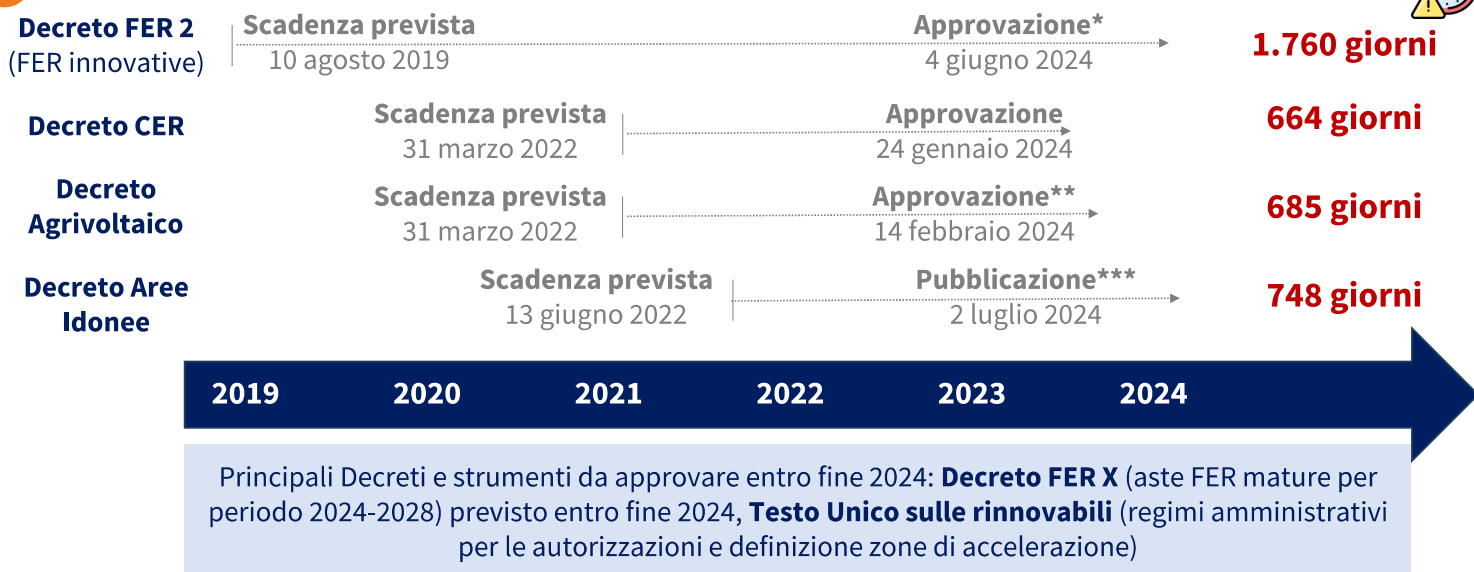 Decreto FER 2
(FER innovative)
Scadenza prevista
10 agosto 2019
Approvazione*
4 giugno 2024
1.760 giorni
Decreto CER
Scadenza prevista
31 marzo 2022
Approvazione
24 gennaio 2024
664 giorni
Decreto
Agrivoltaico
Scadenza prevista
31 marzo 2022
Approvazione**
14 febbraio 2024
685 giorni
Decreto Aree
Idonee
Scadenza prevista
13 giugno 2022
Pubblicazione***
2 luglio 2024
748 giorni
2019 2020 2021 2022 2023 2024
Principali Decreti e strumenti da approvare entro fine 2024: Decreto FER X (aste FER mature per
periodo 2024-2028) previsto entro fine 2024, Testo Unico sulle rinnovabili (regimi amministrativi
per le autorizzazioni e definizione zone di accelerazione)